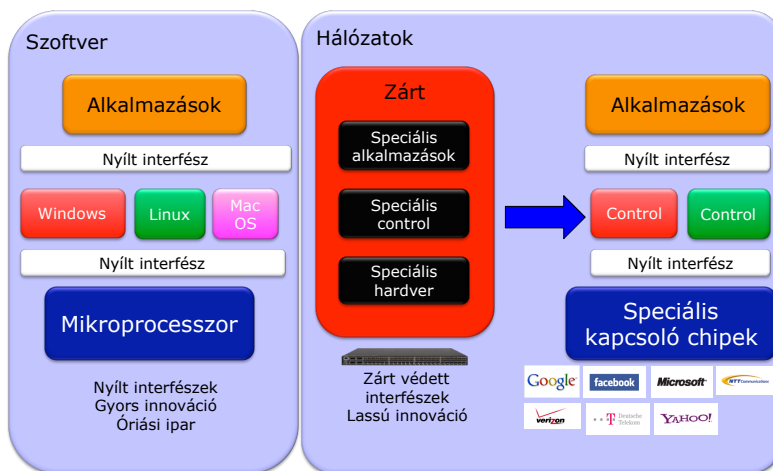 Szoftver
Alkalmazások
Nyílt interfész
Windows
Linux
Mac
OS
Nyílt interfész
Mikroprocesszor
Nyílt interfészek
Gyors innováció
Óriási ipar
Hálózatok
Zárt
Speciális
alkalmazások
Speciális
control
Speciális
hardver
Zárt védett
interfészek
Lassú innováció
Alkalmazások
Nyílt interfész
Control
Control
Nyílt interfész
Speciális
kapcsoló chipek
Google
facebook
Microsoft
NTT Communications
verizon
T Deutsche
Telekom
YAHOO!